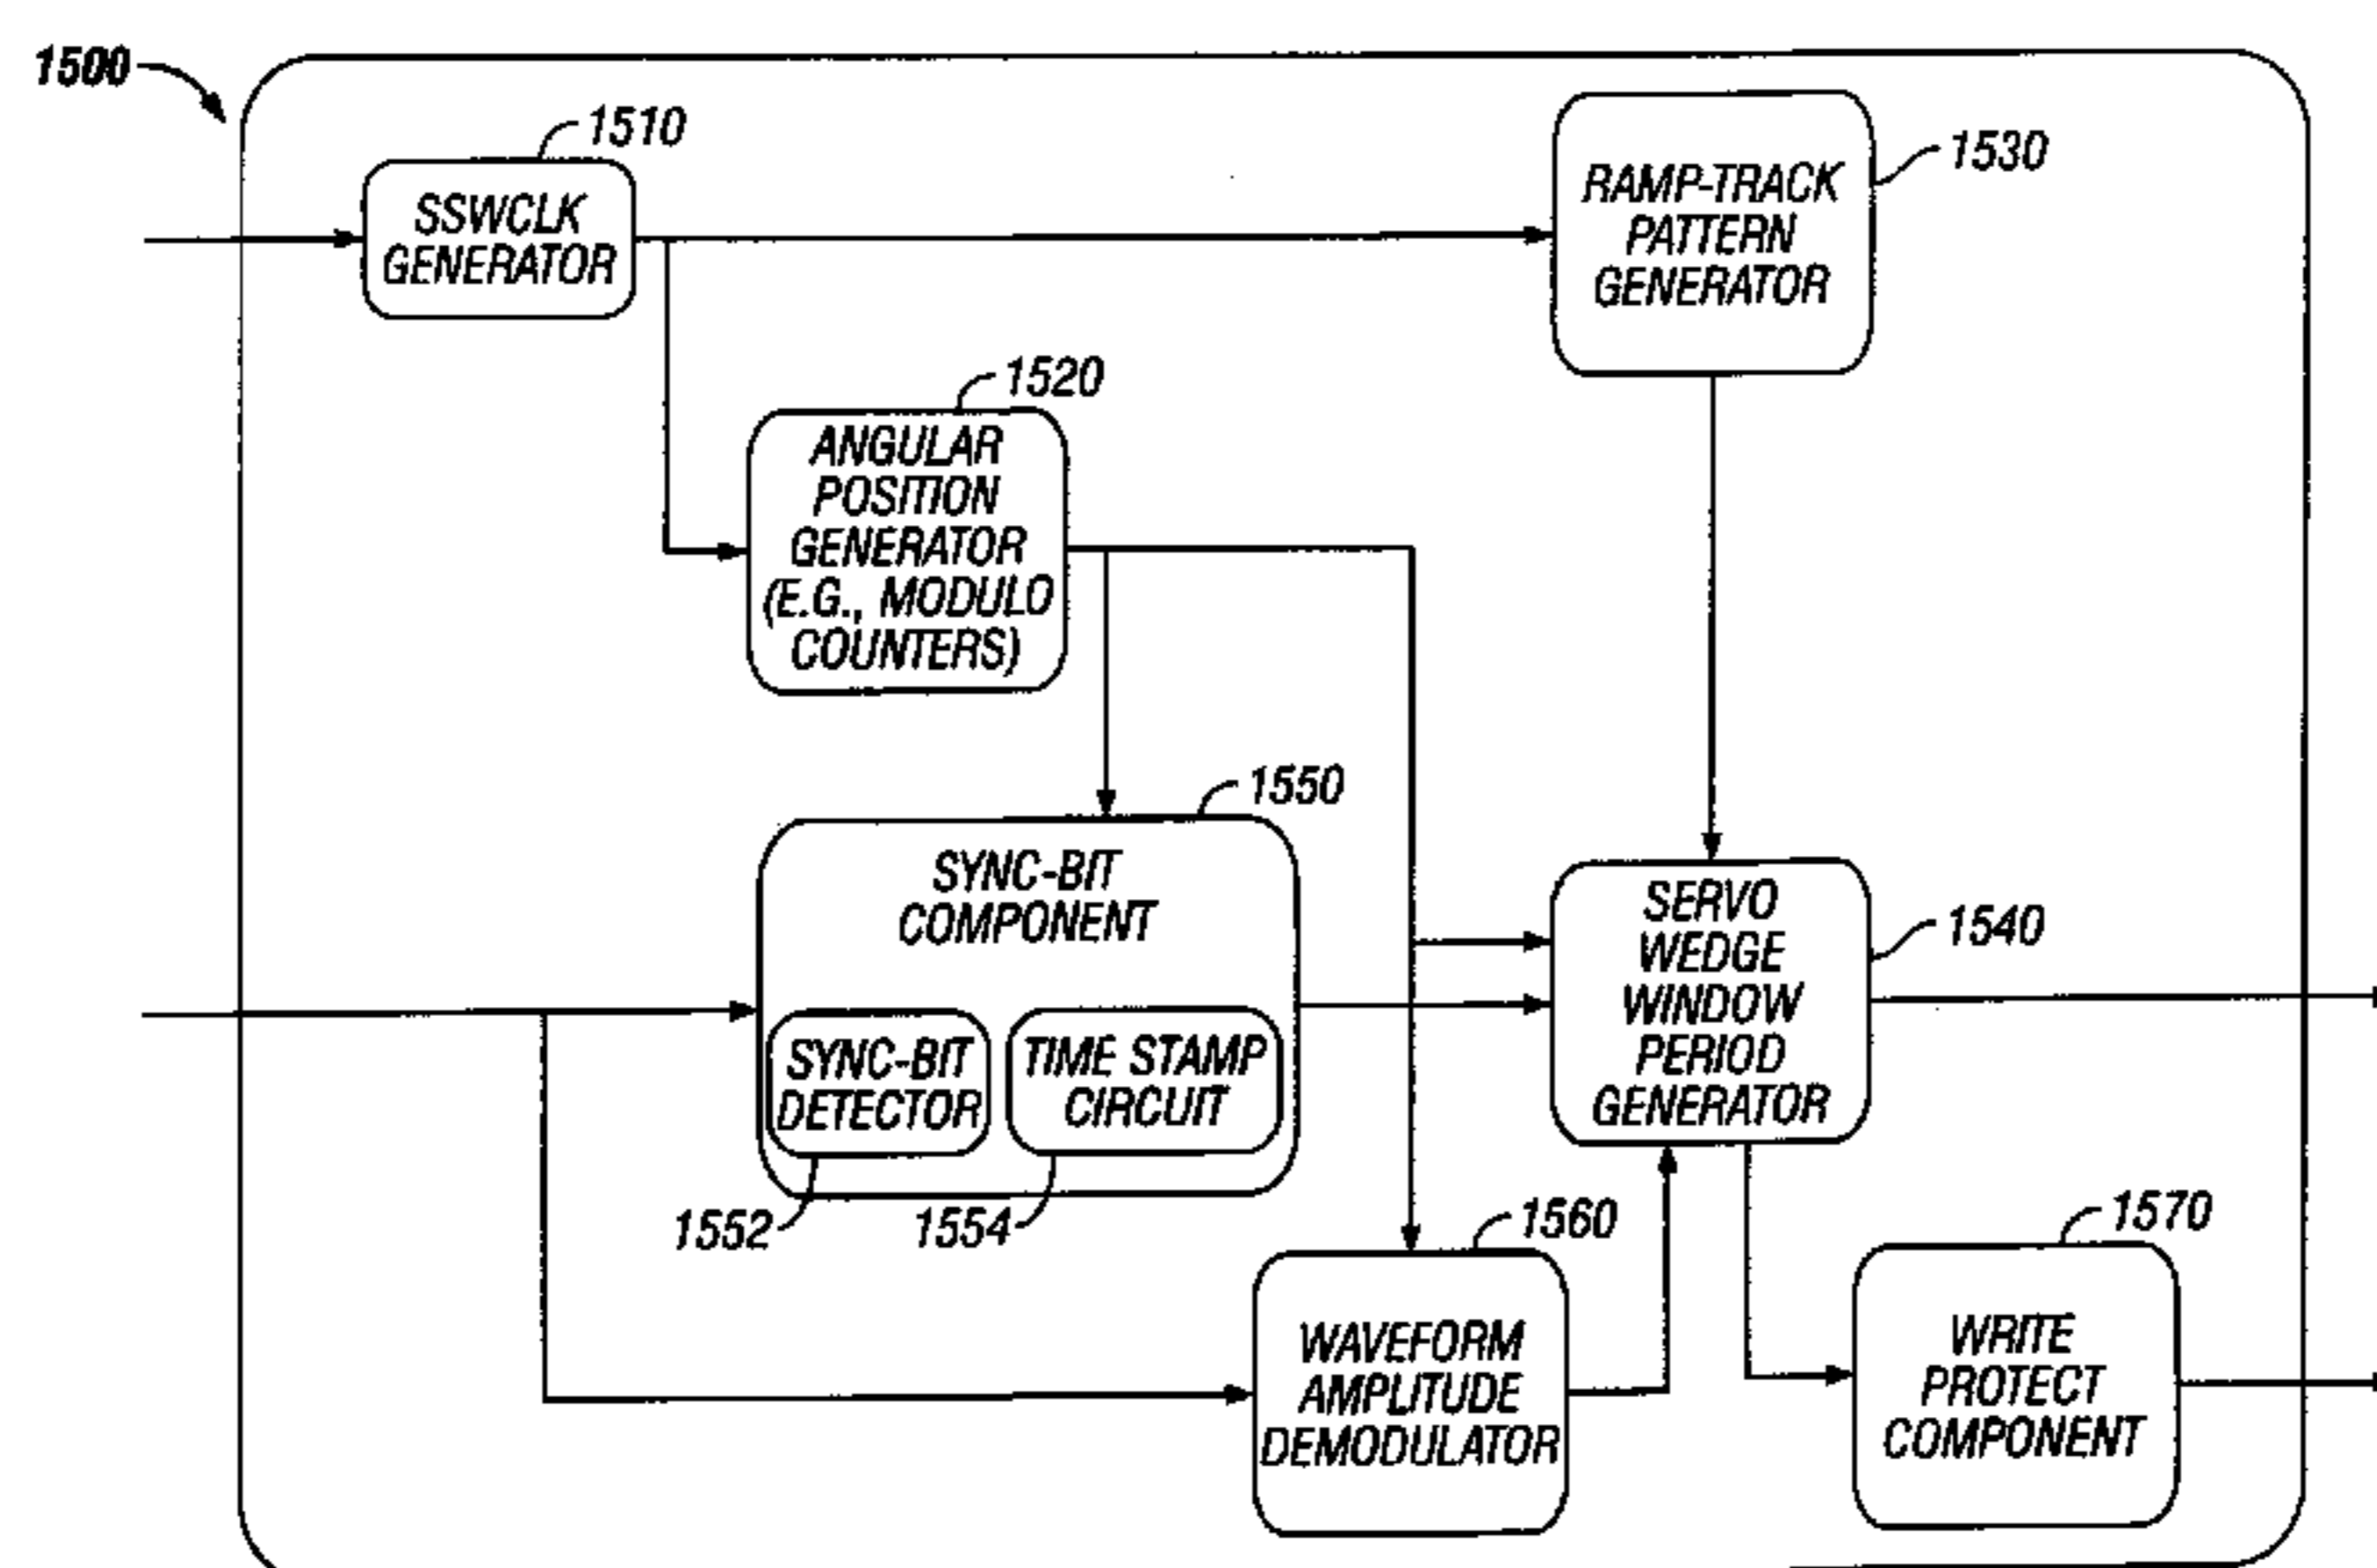 1500
1510
SSWCLK
GENERATOR
1530
RAMP-TRACK
PATTERN
GENERATOR
1520
ANGULAR
POSITION
GENERATOR
(E.G., MODULO
COUNTERS)
1550
SYNC-BIT
COMPONENT
SYNC-BIT
DETECTOR
TIME STAMP
CIRCUIT
1552
1554
1540
SERVO
WEDGE
WINDOW
PERIOD
GENERATOR
1560
WAVEFORM
AMPLITUDE
DEMODULATOR
1570
WRITE
PROTECT
COMPONENT